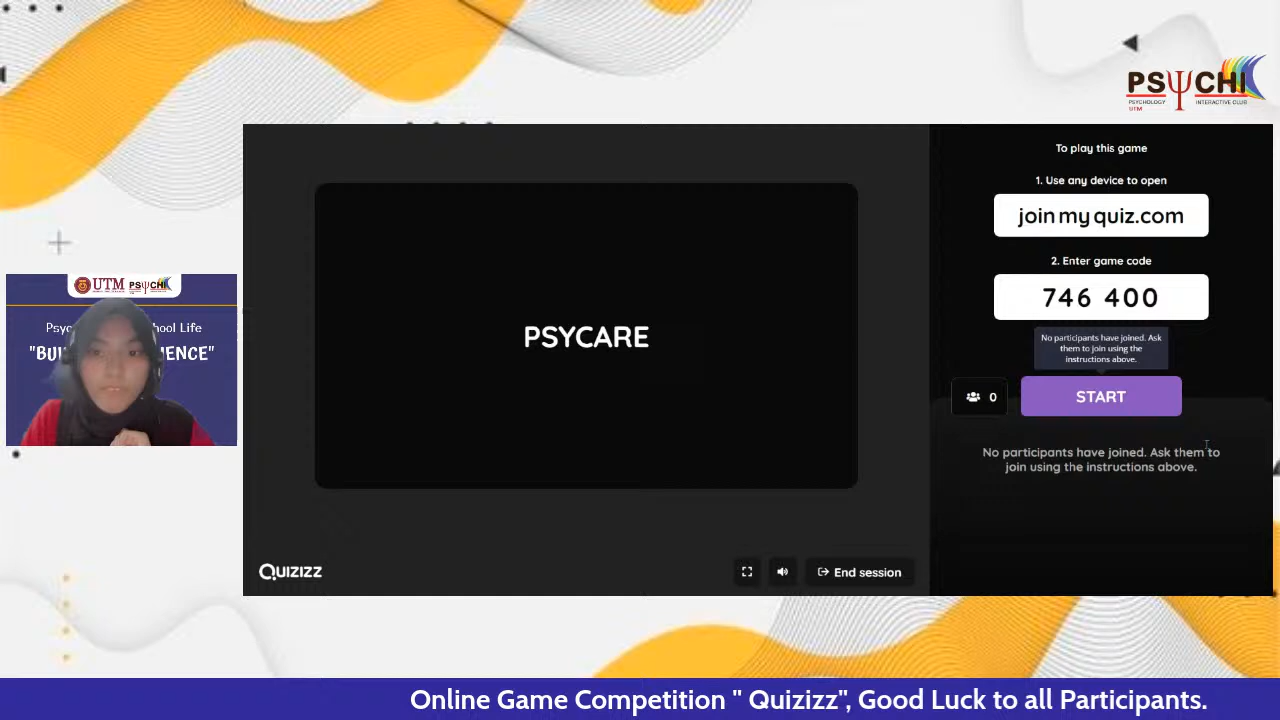 PSYCHI
PSYCHOLOGY INTERACTIVE CLUB
UTM
To play this game
1. Use any device to open
joinmyquiz.com
2. Enter game code
746 400
No participants have joined. Ask
them to join using the
instructions above.
0
START
No participants have joined. Ask them to
join using the instructions above.
PSYCARE
UTM PSYCHI
hool Life
Quizizz
End session
Online Game Competition " Quizizz", Good Luck to all Participants.